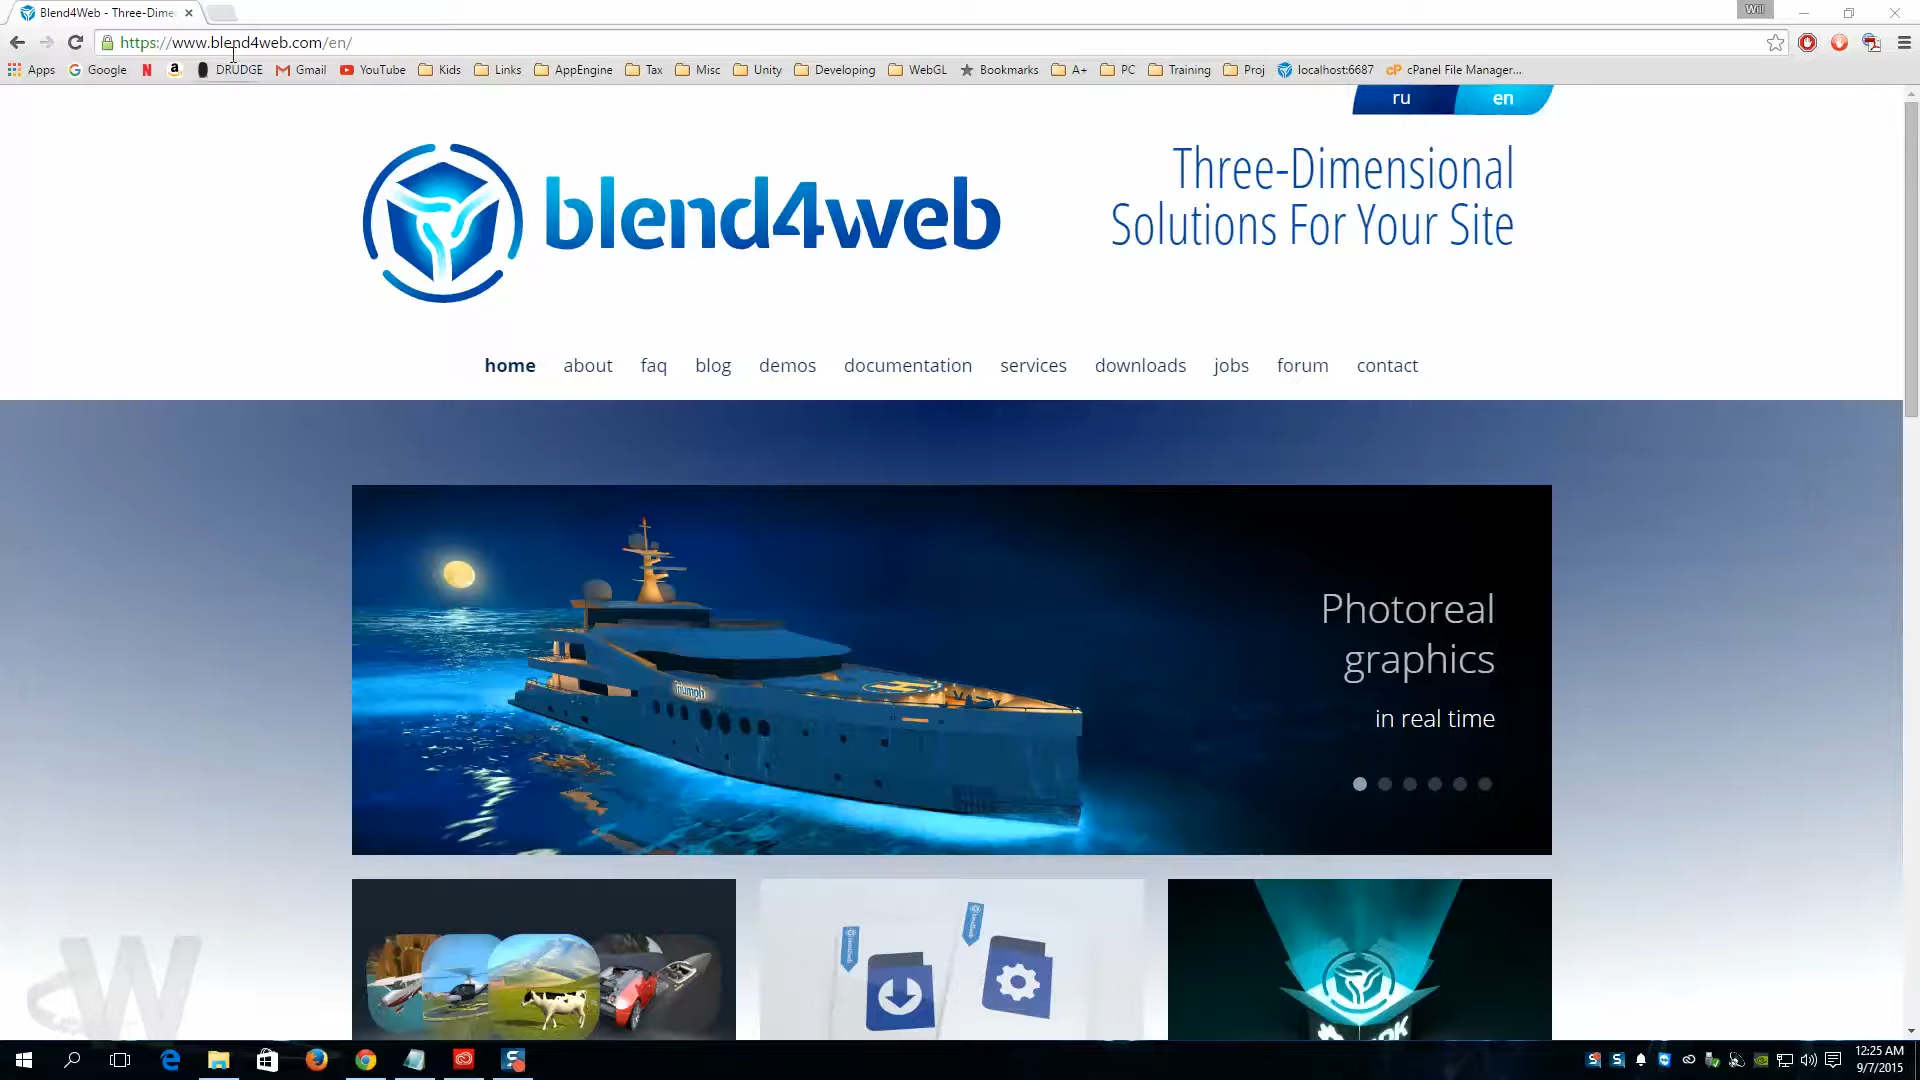 Blend4Web - Three-Dime
Will
https://www.blend4web.com/en/
Apps Google DRUDGE Gmail YouTube Kids Links AppEngine Tax Misc Unity Developing WebGL Bookmarks A+ PC Training Proj localhost:6687 cPanel File Manager...
ru en
blend4web
Three-Dimensional
Solutions For Your Site
home about faq blog demos documentation services downloads jobs forum contact
Photoreal
graphics
in real time
Triumph
H
W
12:25 AM
9/7/2015